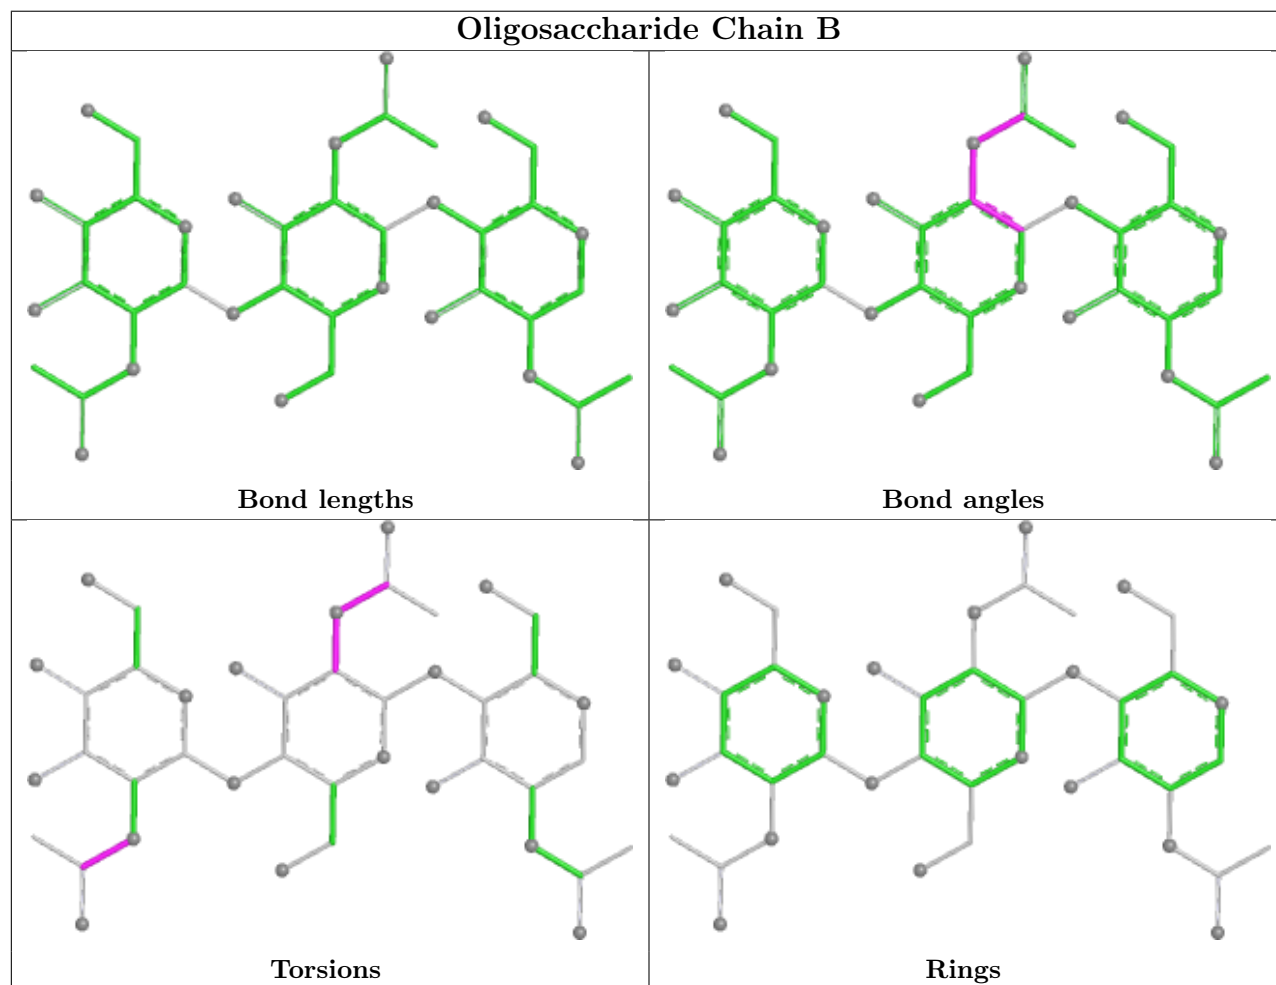 Oligosaccharide Chain B
Bond lengths
Bond angles
Torsions
Rings